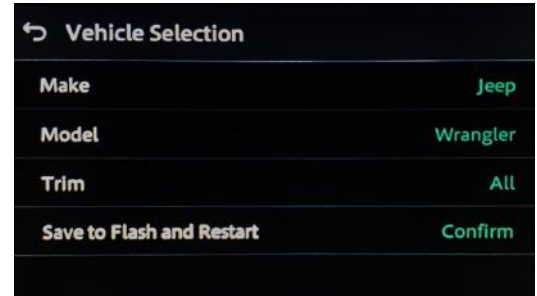 Vehicle Selection
Make Jeep
Model Wrangler
Trim All
Save to Flash and Restart Confirm